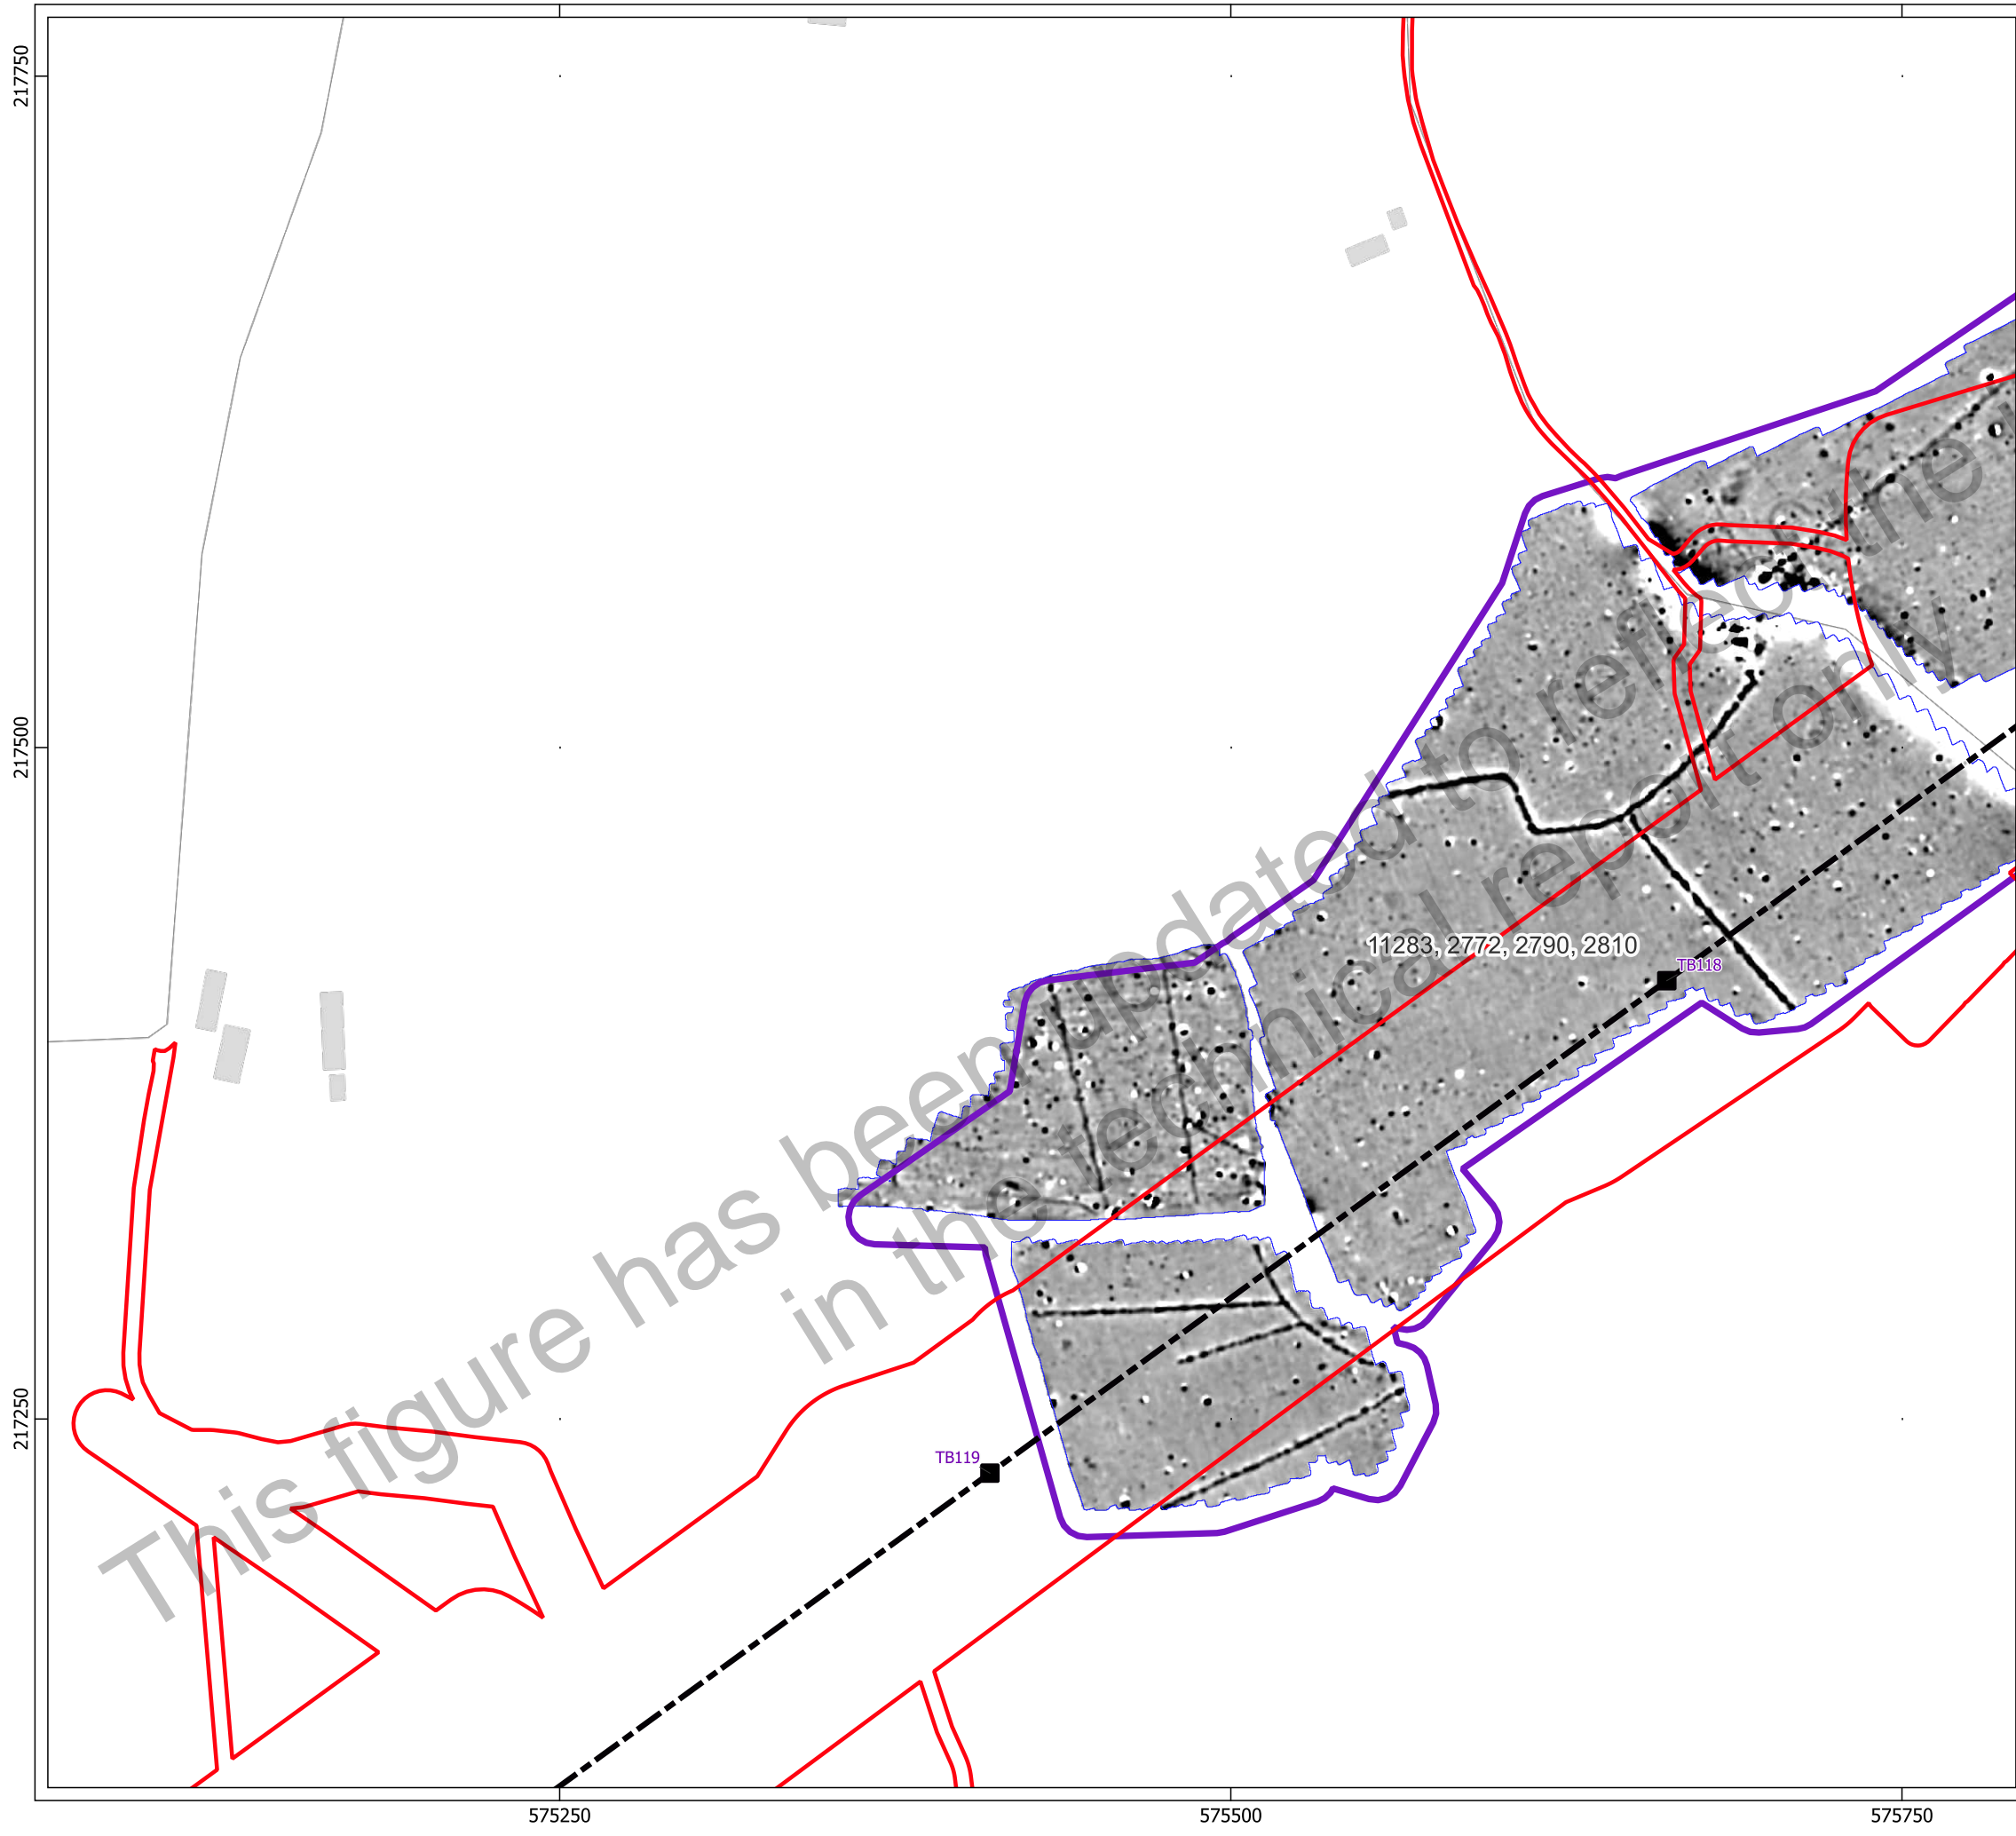 217750
217500
217250
11283, 2772, 2790, 2810
TB118
TB119
This figure has been updated to reflect the
in the technical report only
575250
575500
575750